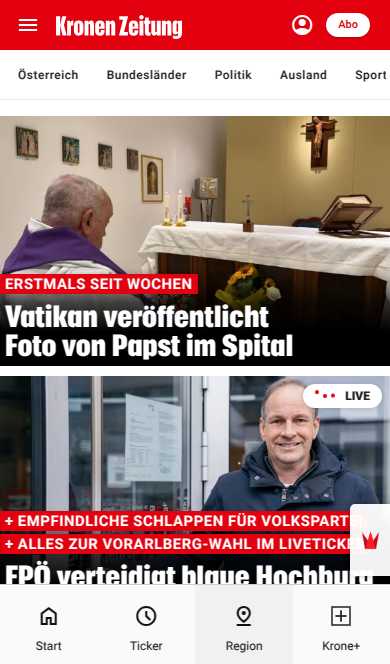 Kronen Zeitung
Abo
Österreich Bundesländer Politik Ausland Sport
ERSTMALS SEIT WOCHEN
Vatikan veröffentlicht
Foto von Papst im Spital
LIVE
+ EMPFINDLICHE SCHLAPPEN FÜR VOLKSPARTEI
+ ALLES ZUR VORARLBERG-WAHL IM LIVETICKER
FPÖ verteidigt blaue Hochburg
Start Ticker Region Krone+